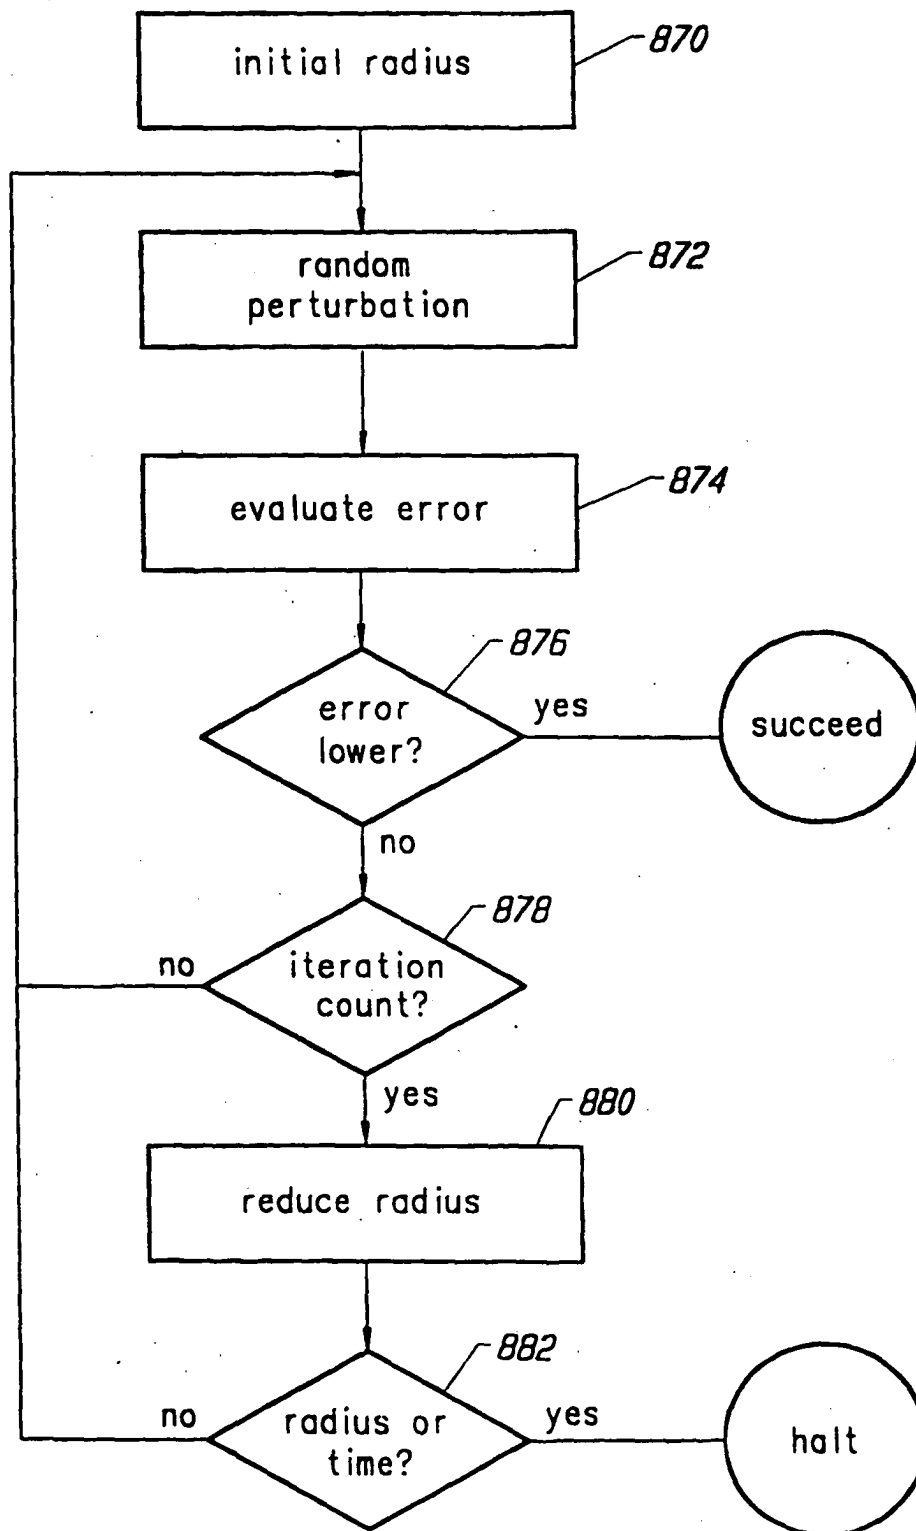 870
initial radius
872
random
perturbation
874
evaluate error
876
error
lower?
yes
succeed
no
878
iteration
count?
no
yes
880
reduce radius
882
radius or
time?
no
yes
halt